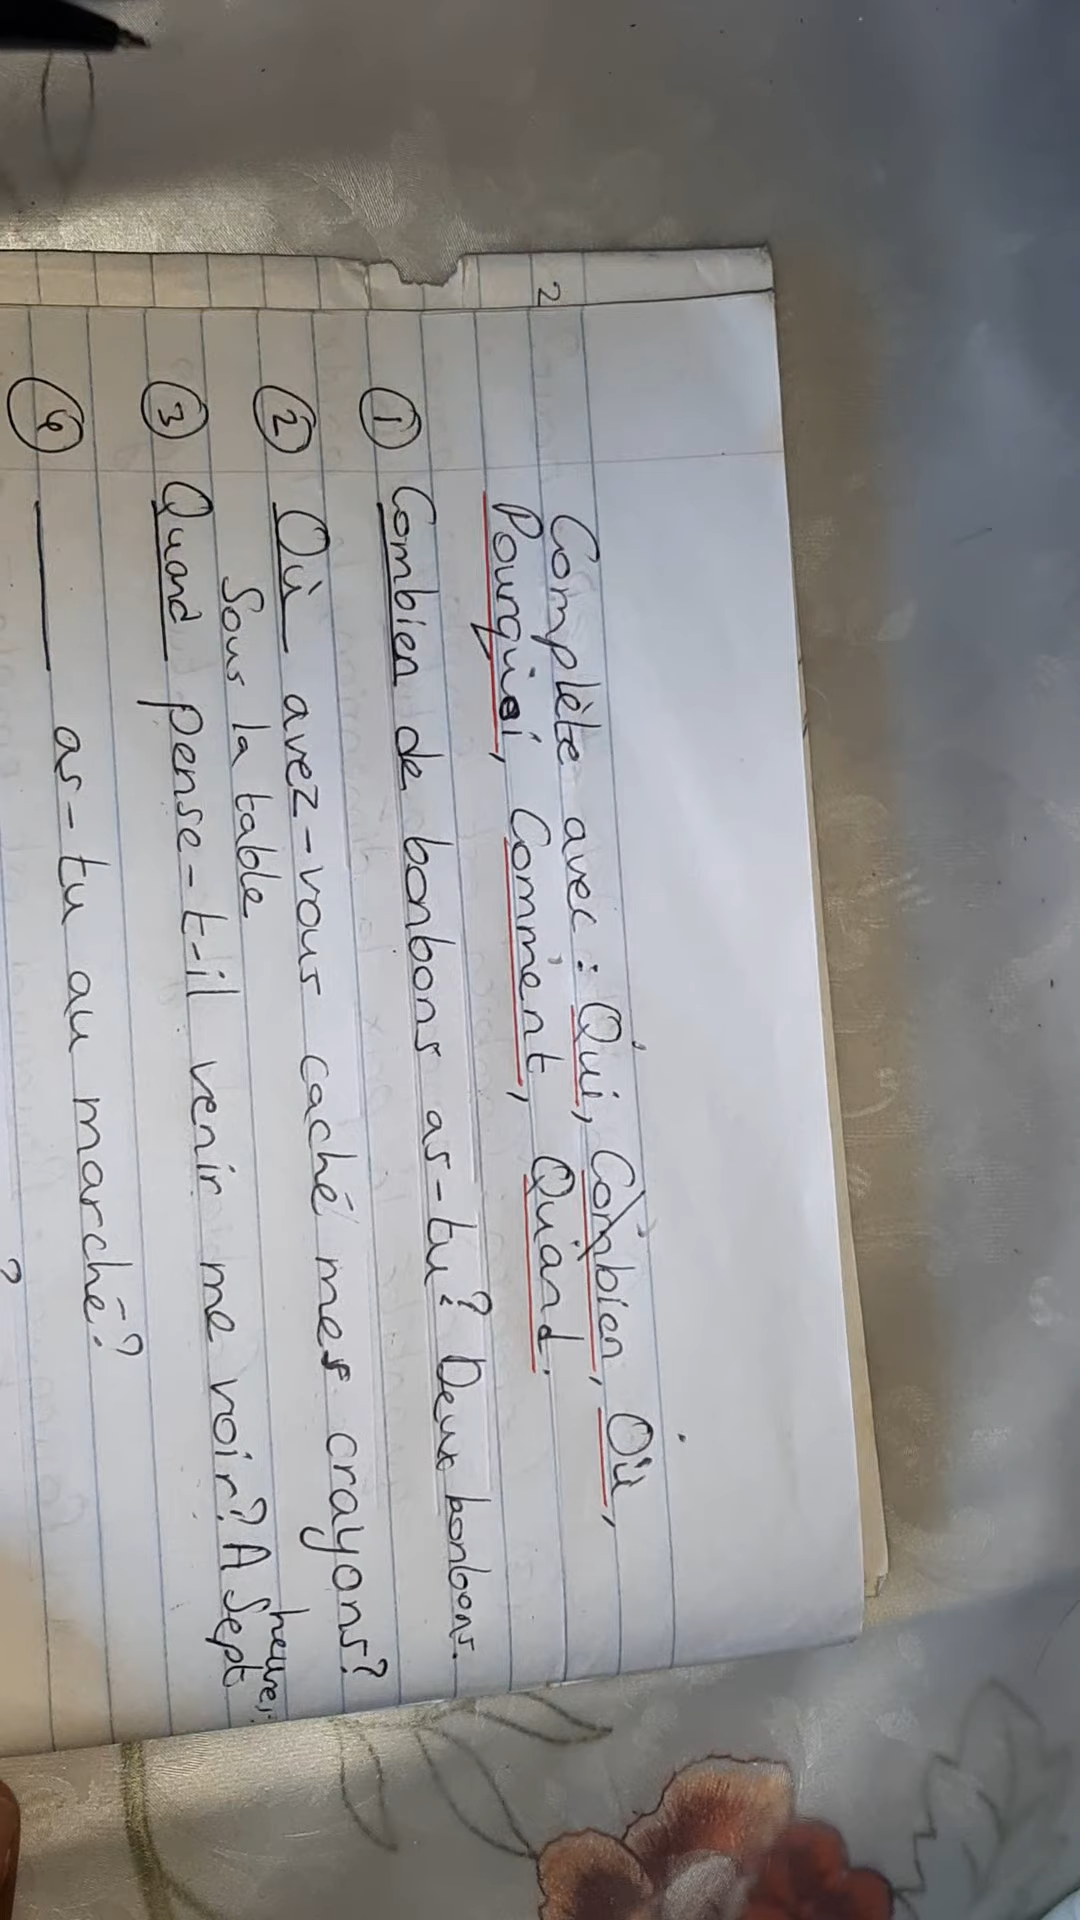 2
Complète avec : Qui, Combien, Où,
Pourquoi, Comment, Quand.
① Combien de bonbons as-tu? Deux bonbons.
② Où avez-vous caché mes crayons?
Sous la table
③ Quand pense-t-il venir me voir? A Sept heures.
④ ______ as-tu au marché?
?